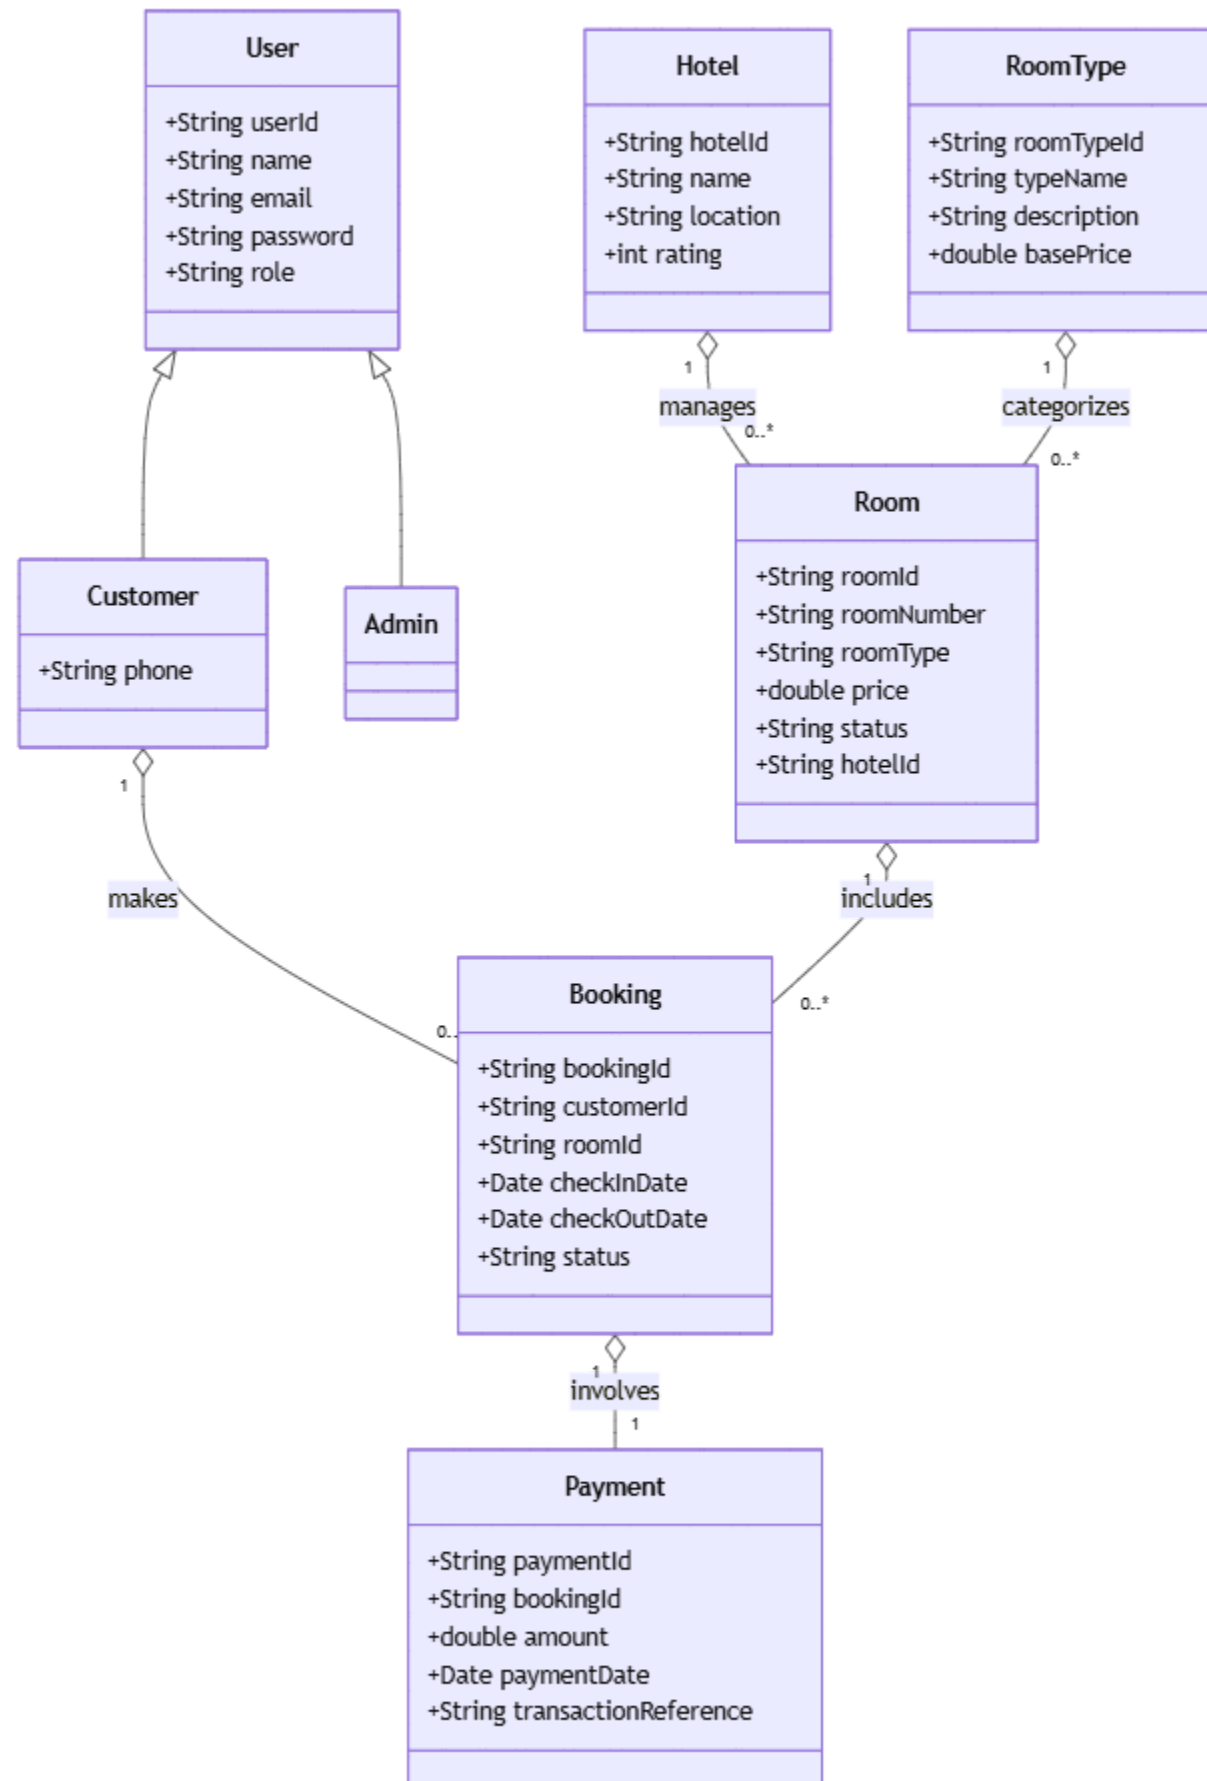 User
+String userId
+String name
+String email
+String password
+String role
Hotel
+String hotelId
+String name
+String location
+int rating
RoomType
+String roomTypeId
+String typeName
+String description
+double basePrice
1
manages
0..*
1
categorizes
0..*
Customer
+String phone
Admin
Room
+String roomId
+String roomNumber
+String roomType
+double price
+String status
+String hotelId
1
makes
0..
1
includes
0..*
Booking
+String bookingId
+String customerId
+String roomId
+Date checkInDate
+Date checkOutDate
+String status
1
involves
1
Payment
+String paymentId
+String bookingId
+double amount
+Date paymentDate
+String transactionReference